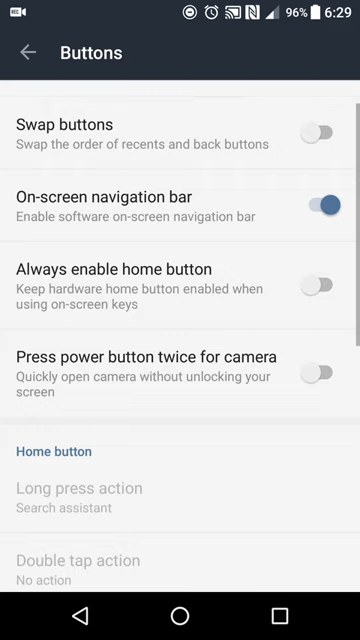 REC
96%
6:29
Buttons
Swap buttons
Swap the order of recents and back buttons
On-screen navigation bar
Enable software on-screen navigation bar
Always enable home button
Keep hardware home button enabled when
using on-screen keys
Press power button twice for camera
Quickly open camera without unlocking your
screen
Home button
Long press action
Search assistant
Double tap action
No action